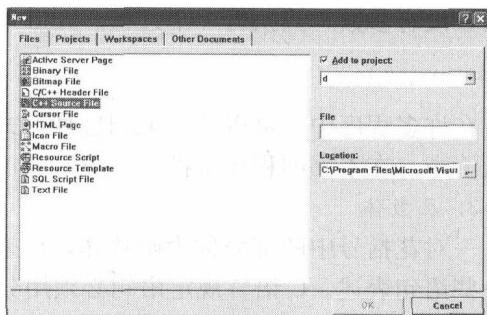 New
Files Projects Workspaces Other Documents
Active Server Page
Binary File
Bitmap File
C/C++ Header File
C++ Source File
Cursor File
HTML Page
Icon File
Macro File
Resource Script
Resource Template
SQL Script File
Text File
Add to project:
d
File
Location:
C:\Program Files\Microsoft Visu
...
OK Cancel